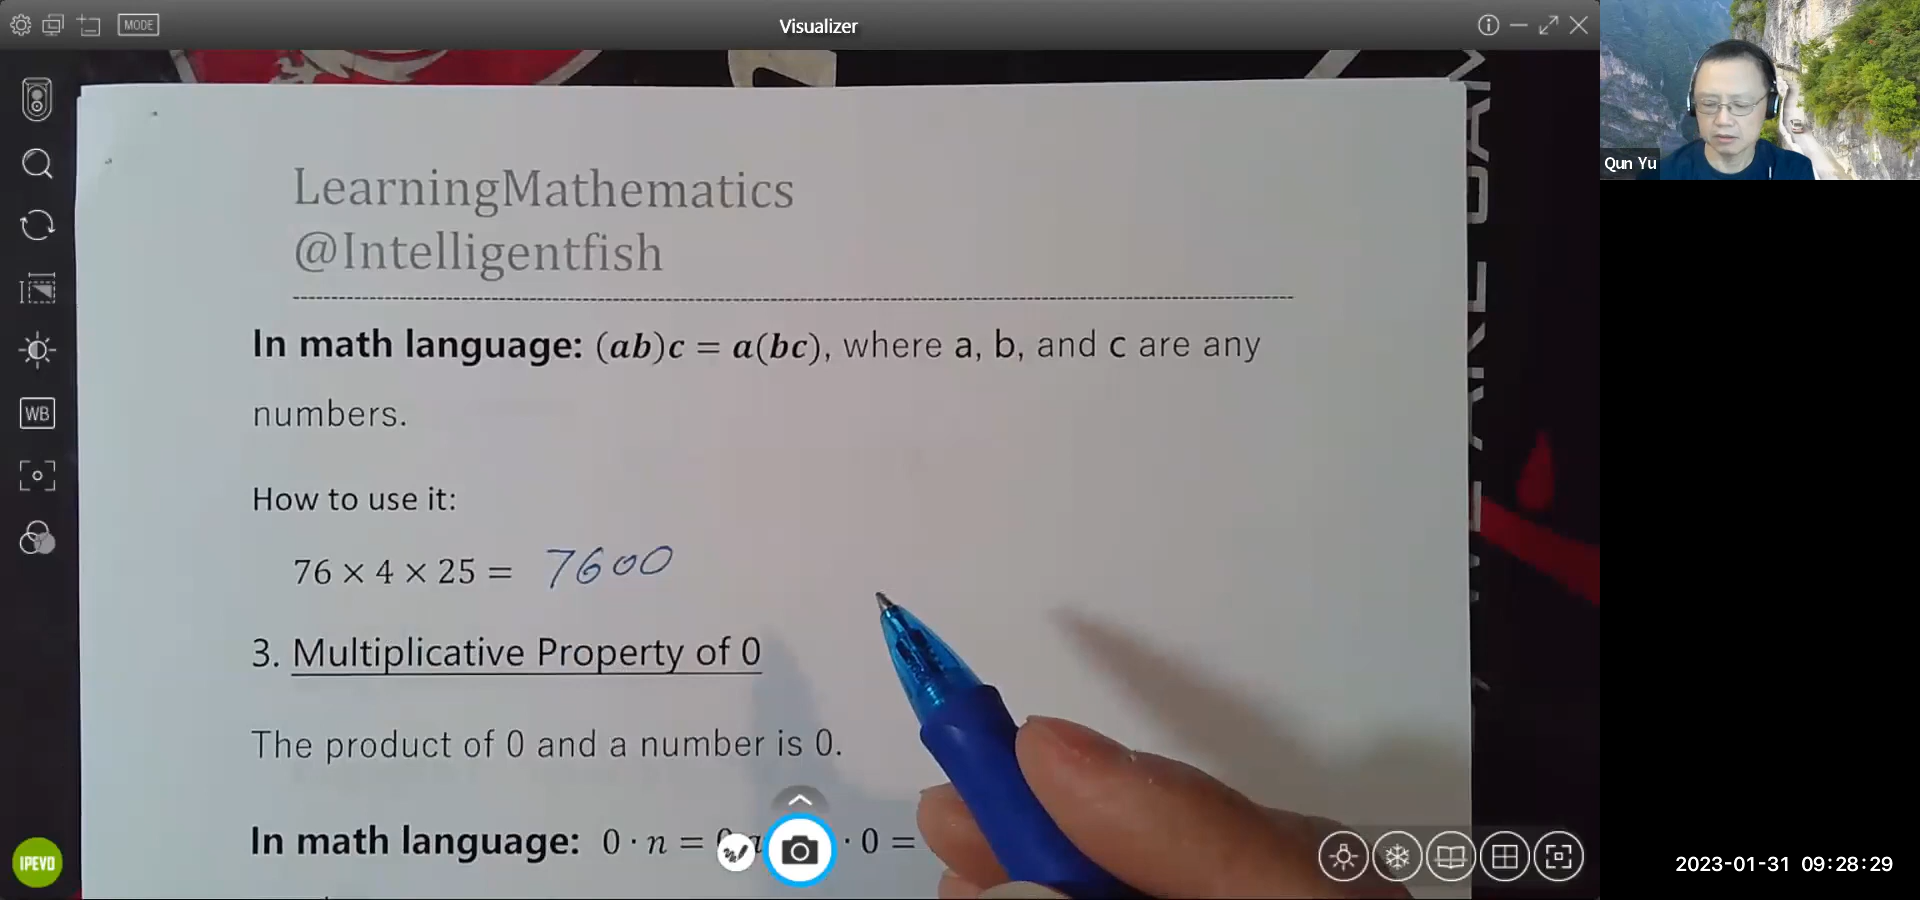 MODE
Visualizer
Qun Yu
LearningMathematics
@Intelligentfish
In math language: (ab)c = a(bc), where a, b, and c are any
numbers.
How to use it:
76 × 4 × 25 = 7600
3. Multiplicative Property of 0
The product of 0 and a number is 0.
In math language: 0 · n = · 0 =
WB
IPEVO
2023-01-31 09:28:29